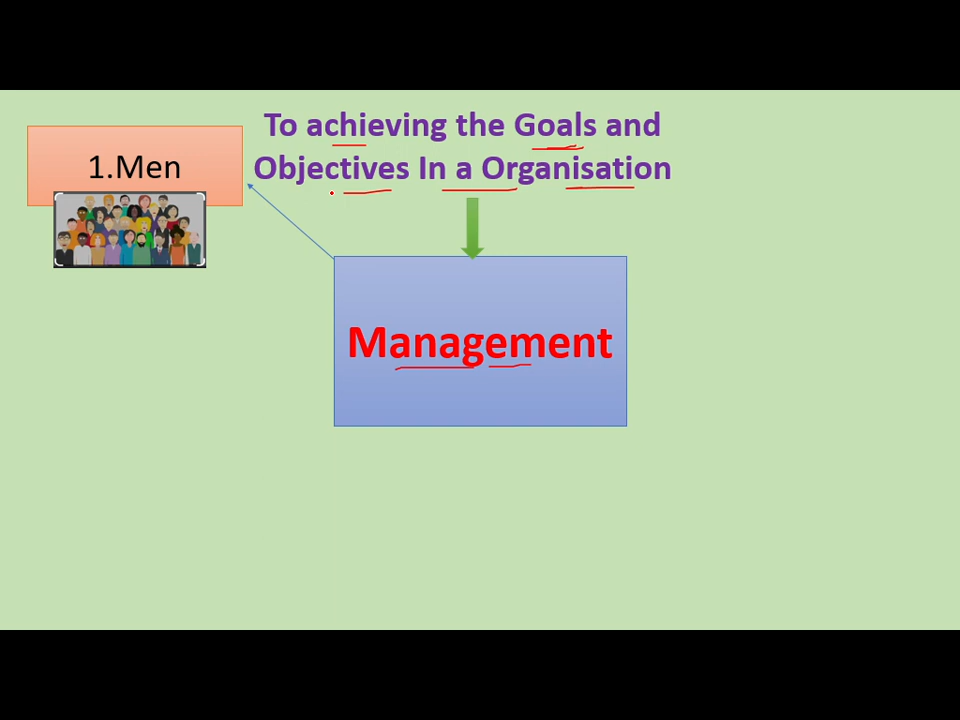 To achieving the Goals and
Objectives In a Organisation
1.Men
Management